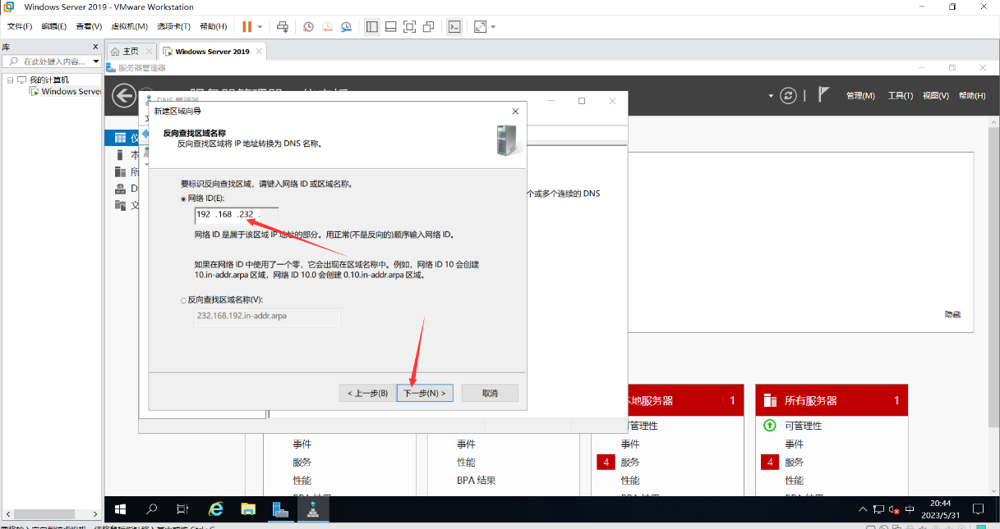 Windows Server 2019 - VMware Workstation
文件(F) 编辑(E) 查看(V) 虚拟机(M) 选项卡(T) 帮助(H)
库
在此处键入内容...
主页
Windows Server 2019
我的计算机
Windows Server
服务器管理器
管理(M) 工具(T) 视图(V) 帮助(H)
DNS 管理器
新建区域向导
反向查找区域名称
反向查找区域将 IP 地址转换为 DNS 名称。
要标识反向查找区域，请键入网络 ID 或区域名称。
网络 ID(E):
192 .168 .232 .
网络 ID 是属于该区域 IP 地址的部分。用正常(不是反向的)顺序输入网络 ID。
如果在网络 ID 中使用了一个零，它会出现在区域名称中。例如，网络 ID 10 会创建
10.in-addr.arpa 区域，网络 ID 10.0 会创建 0.10.in-addr.arpa 区域。
反向查找区域名称(V):
232.168.192.in-addr.arpa
< 上一步(B) 下一步(N) > 取消
个或多个连续的 DNS
隐藏
本地服务器 1
所有服务器 1
可管理性
可管理性
事件 事件 事件 事件
服务 性能 4 服务 4 服务
性能 BPA 结果 性能 性能
20:44
2023/5/31
中